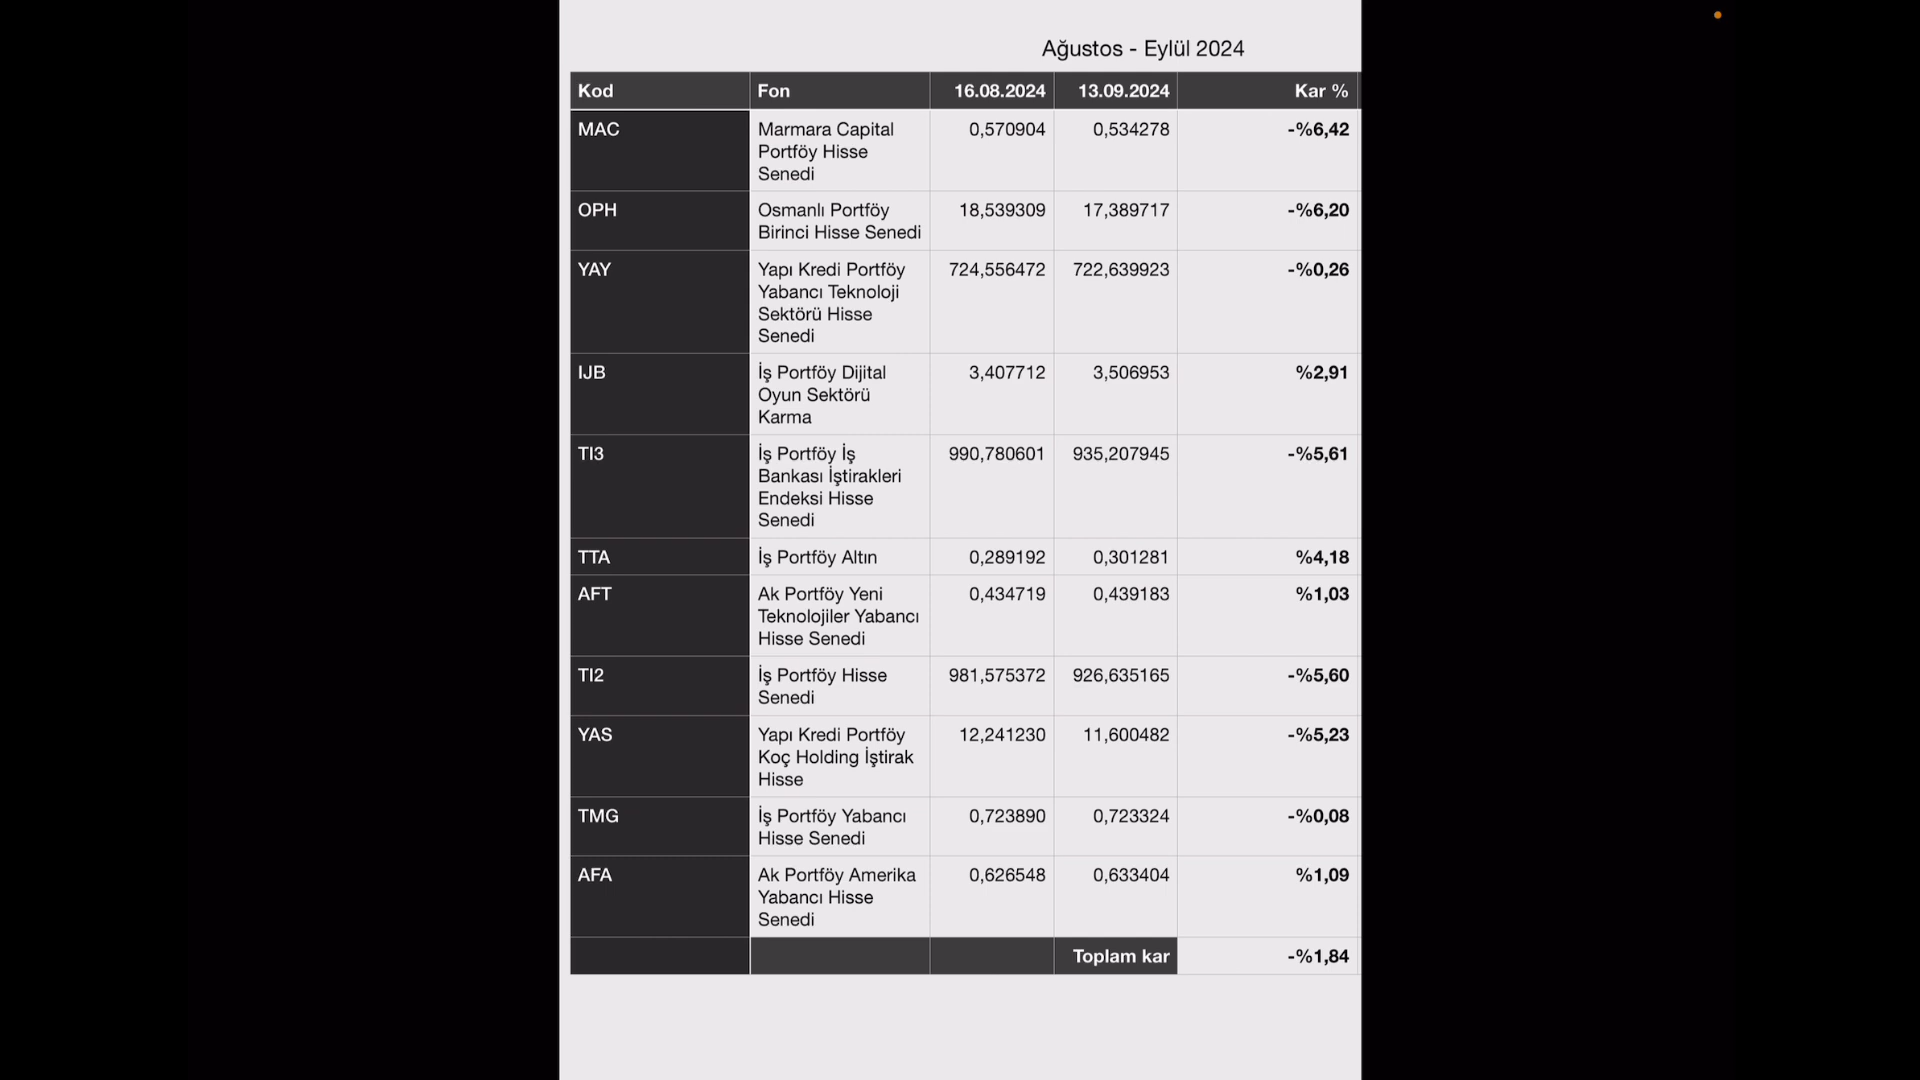 Ağustos - Eylül 2024
Kod Fon 16.08.2024 13.09.2024 Kar %
MAC Marmara Capital 0,570904 0,534278 -%6,42
Portföy Hisse
Senedi
OPH Osmanlı Portföy 18,539309 17,389717 -%6,20
Birinci Hisse Senedi
YAY Yapı Kredi Portföy 724,556472 722,639923 -%0,26
Yabancı Teknoloji
Sektörü Hisse
Senedi
IJB İş Portföy Dijital 3,407712 3,506953 %2,91
Oyun Sektörü
Karma
TI3 İş Portföy İş 990,780601 935,207945 -%5,61
Bankası İştirakleri
Endeksi Hisse
Senedi
TTA İş Portföy Altın 0,289192 0,301281 %4,18
AFT Ak Portföy Yeni 0,434719 0,439183 %1,03
Teknolojiler Yabancı
Hisse Senedi
TI2 İş Portföy Hisse 981,575372 926,635165 -%5,60
Senedi
YAS Yapı Kredi Portföy 12,241230 11,600482 -%5,23
Koç Holding İştirak
Hisse
TMG İş Portföy Yabancı 0,723890 0,723324 -%0,08
Hisse Senedi
AFA Ak Portföy Amerika 0,626548 0,633404 %1,09
Yabancı Hisse
Senedi
Toplam kar -%1,84